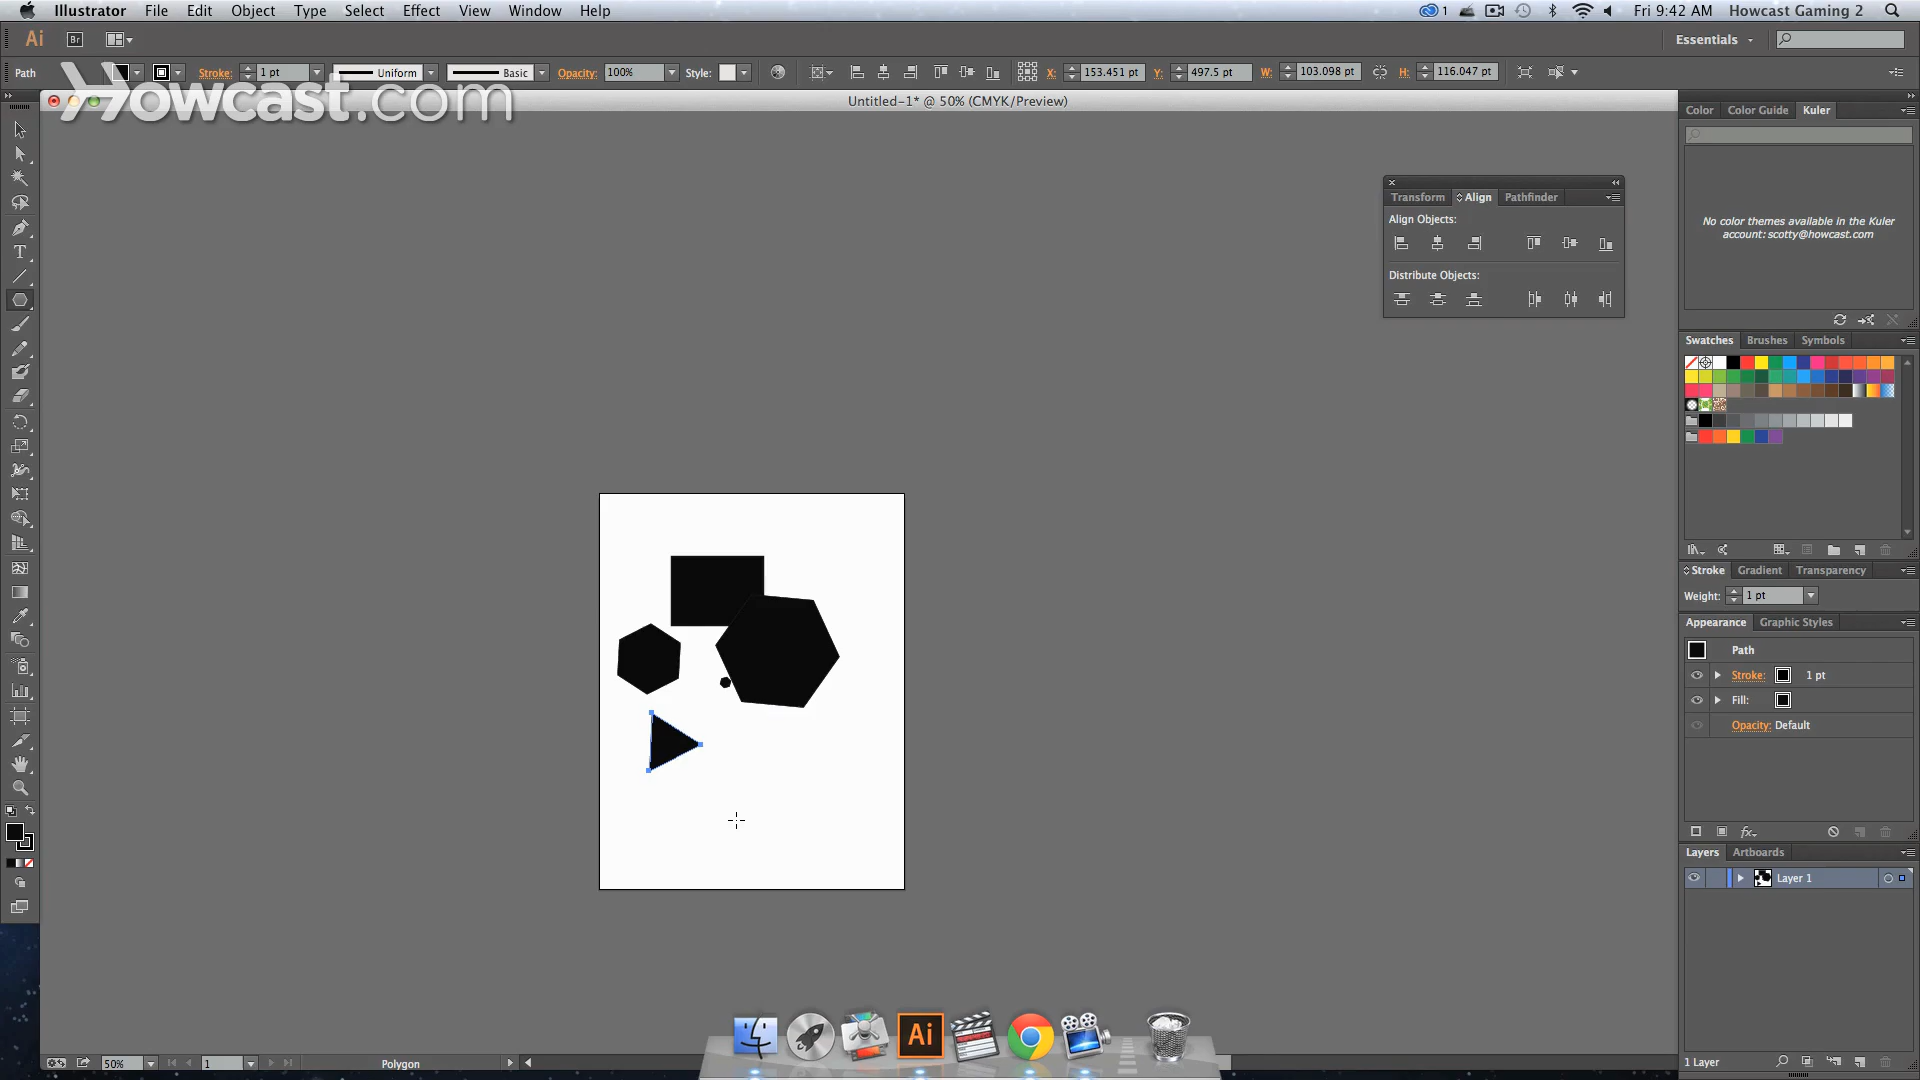 Illustrator File Edit Object Type Select Effect View Window Help 1 Fri 9:42 AM Howcast Gaming 2
Ai Br Essentials
Path Stroke: 1 pt Uniform Basic Opacity: 100% Style: X: 153.451 pt Y: 497.5 pt W: 103.098 pt H: 116.047 pt
Howcast.com
Untitled-1* @ 50% (CMYK/Preview)
Color Color Guide Kuler
No color themes available in the Kuler
account: scotty@howcast.com
Transform Align Pathfinder
Align Objects:
Distribute Objects:
Swatches Brushes Symbols
Stroke Gradient Transparency
Weight: 1 pt
Appearance Graphic Styles
Path
Stroke: 1 pt
Fill:
Opacity: Default
fx
Layers Artboards
Layer 1
T
Ai
50% 1 Polygon
1 Layer